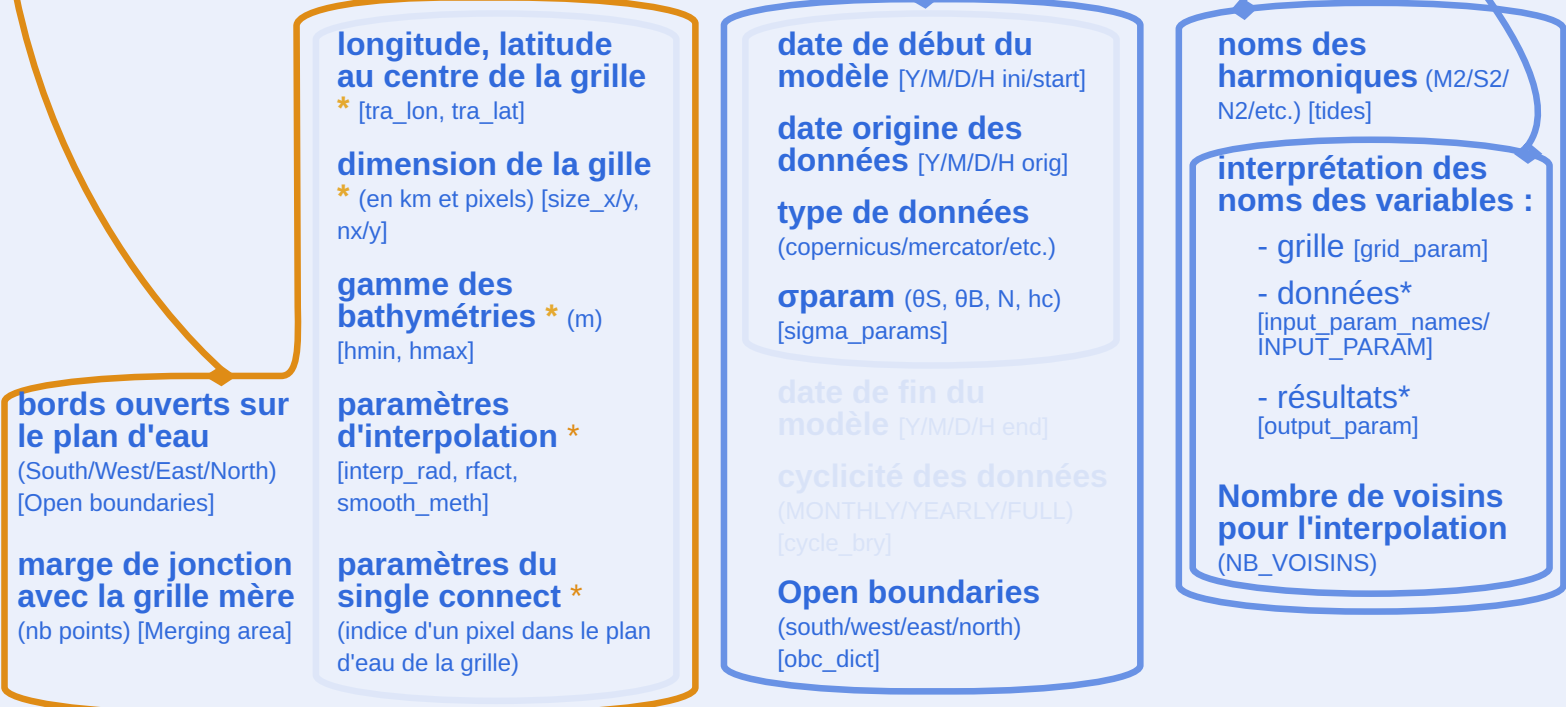 bords ouverts sur
le plan d'eau
(South/West/East/North)
[Open boundaries]
marge de jonction
avec la grille mère
(nb points) [Merging area]
longitude, latitude
au centre de la grille
* [tra_lon, tra_lat]
dimension de la gille
* (en km et pixels) [size_x/y,
nx/y]
gamme des
bathymétries * (m)
[hmin, hmax]
paramètres
d'interpolation *
[interp_rad, rfact,
smooth_meth]
paramètres du
single connect *
(indice d'un pixel dans le plan
d'eau de la grille)
date de début du
modèle [Y/M/D/H ini/start]
date origine des
données [Y/M/D/H orig]
type de données
(copernicus/mercator/etc.)
σparam (θS, θB, N, hc)
[sigma_params]
date de fin du
modèle [Y/M/D/H end]
cyclicité des données
(MONTHLY/YEARLY/FULL)
[cycle_bry]
Open boundaries
(south/west/east/north)
[obc_dict]
noms des
harmoniques (M2/S2/
N2/etc.) [tides]
interprétation des
noms des variables :
- grille [grid_param]
- données*
[input_param_names/
INPUT_PARAM]
- résultats*
[output_param]
Nombre de voisins
pour l'interpolation
(NB_VOISINS)